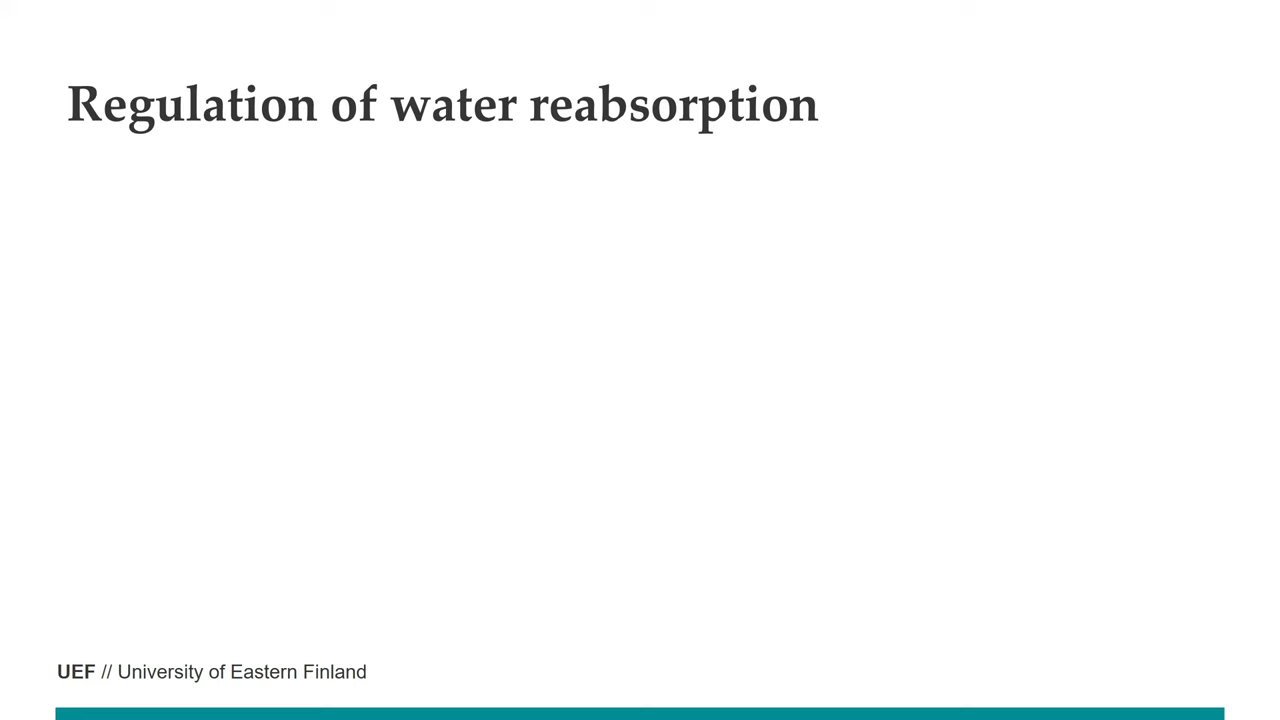 Regulation of water reabsorption
UEF // University of Eastern Finland